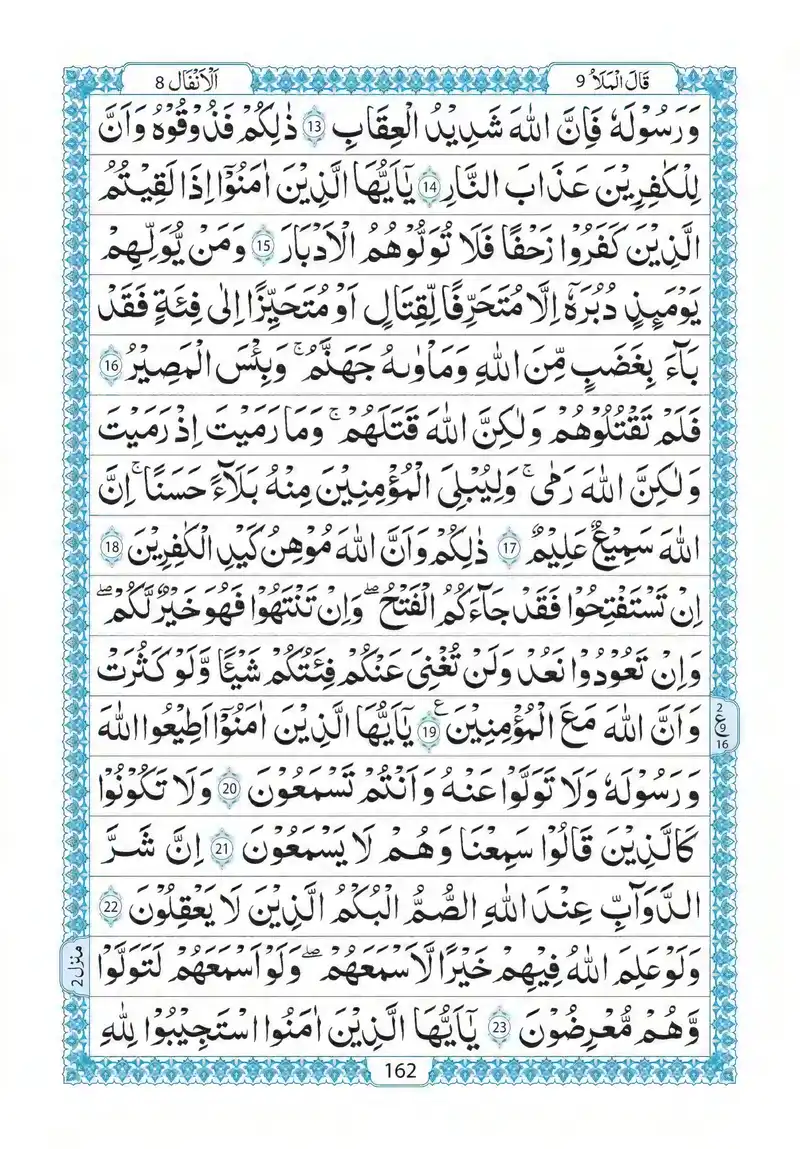 قَالَ الْمَلَاُ 9
اَلْاَنْفَال 8
وَرَسُوْلَهٗ فَاِنَّ اللّٰهَ شَدِيْدُ الْعِقَابِ 13 ذٰلِكُمْ فَذُوْقُوْهُ وَاَنَّ
لِلْكٰفِرِيْنَ عَذَابَ النَّارِ 14 يٰۤاَيُّهَا الَّذِيْنَ اٰمَنُوْۤا اِذَا لَقِيْتُمُ
الَّذِيْنَ كَفَرُوْا زَحْفًا فَلَا تُوَلُّوْهُمُ الْاَدْبَارَ 15 وَمَنْ يُّوَلِّهِمْ
يَوْمَئِذٍ دُبُرَهٗۤ اِلَّا مُتَحَرِّفًا لِّقِتَالٍ اَوْ مُتَحَيِّزًا اِلٰى فِئَةٍ فَقَدْ
بَآءَ بِغَضَبٍ مِّنَ اللّٰهِ وَمَاْوٰىهُ جَهَنَّمُ ۚ وَبِئْسَ الْمَصِيْرُ 16
فَلَمْ تَقْتُلُوْهُمْ وَلٰكِنَّ اللّٰهَ قَتَلَهُمْ ۚ وَمَا رَمَيْتَ اِذْ رَمَيْتَ
وَلٰكِنَّ اللّٰهَ رَمٰى ۚ وَلِيُبْلِيَ الْمُؤْمِنِيْنَ مِنْهُ بَلَآءً حَسَنًا ۚ اِنَّ
اللّٰهَ سَمِيْعٌ عَلِيْمٌ 17 ذٰلِكُمْ وَاَنَّ اللّٰهَ مُوْهِنُ كَيْدِ الْكٰفِرِيْنَ 18
اِنْ تَسْتَفْتِحُوْا فَقَدْ جَآءَكُمُ الْفَتْحُ ۖ وَاِنْ تَنْتَهُوْا فَهُوَ خَيْرٌ لَّكُمْ ۖ
وَاِنْ تَعُوْدُوْا نَعُدْ وَلَنْ تُغْنِيَ عَنْكُمْ فِئَتُكُمْ شَيْـًٔا وَّلَوْ كَثُرَتْ
وَاَنَّ اللّٰهَ مَعَ الْمُؤْمِنِيْنَ ع 19 يٰۤاَيُّهَا الَّذِيْنَ اٰمَنُوْۤا اَطِيْعُوا اللّٰهَ
2 ع 9 16
وَرَسُوْلَهٗ وَلَا تَوَلَّوْا عَنْهُ وَاَنْتُمْ تَسْمَعُوْنَ 20 وَلَا تَكُوْنُوْا
كَالَّذِيْنَ قَالُوْا سَمِعْنَا وَهُمْ لَا يَسْمَعُوْنَ 21 اِنَّ شَرَّ
الدَّوَآبِّ عِنْدَ اللّٰهِ الصُّمُّ الْبُكْمُ الَّذِيْنَ لَا يَعْقِلُوْنَ 22
وَلَوْ عَلِمَ اللّٰهُ فِيْهِمْ خَيْرًا لَّاَسْمَعَهُمْ ۖ وَلَوْ اَسْمَعَهُمْ لَتَوَلَّوْا
منزل 2
وَّهُمْ مُّعْرِضُوْنَ 23 يٰۤاَيُّهَا الَّذِيْنَ اٰمَنُوا اسْتَجِيْبُوْا لِلّٰهِ
162